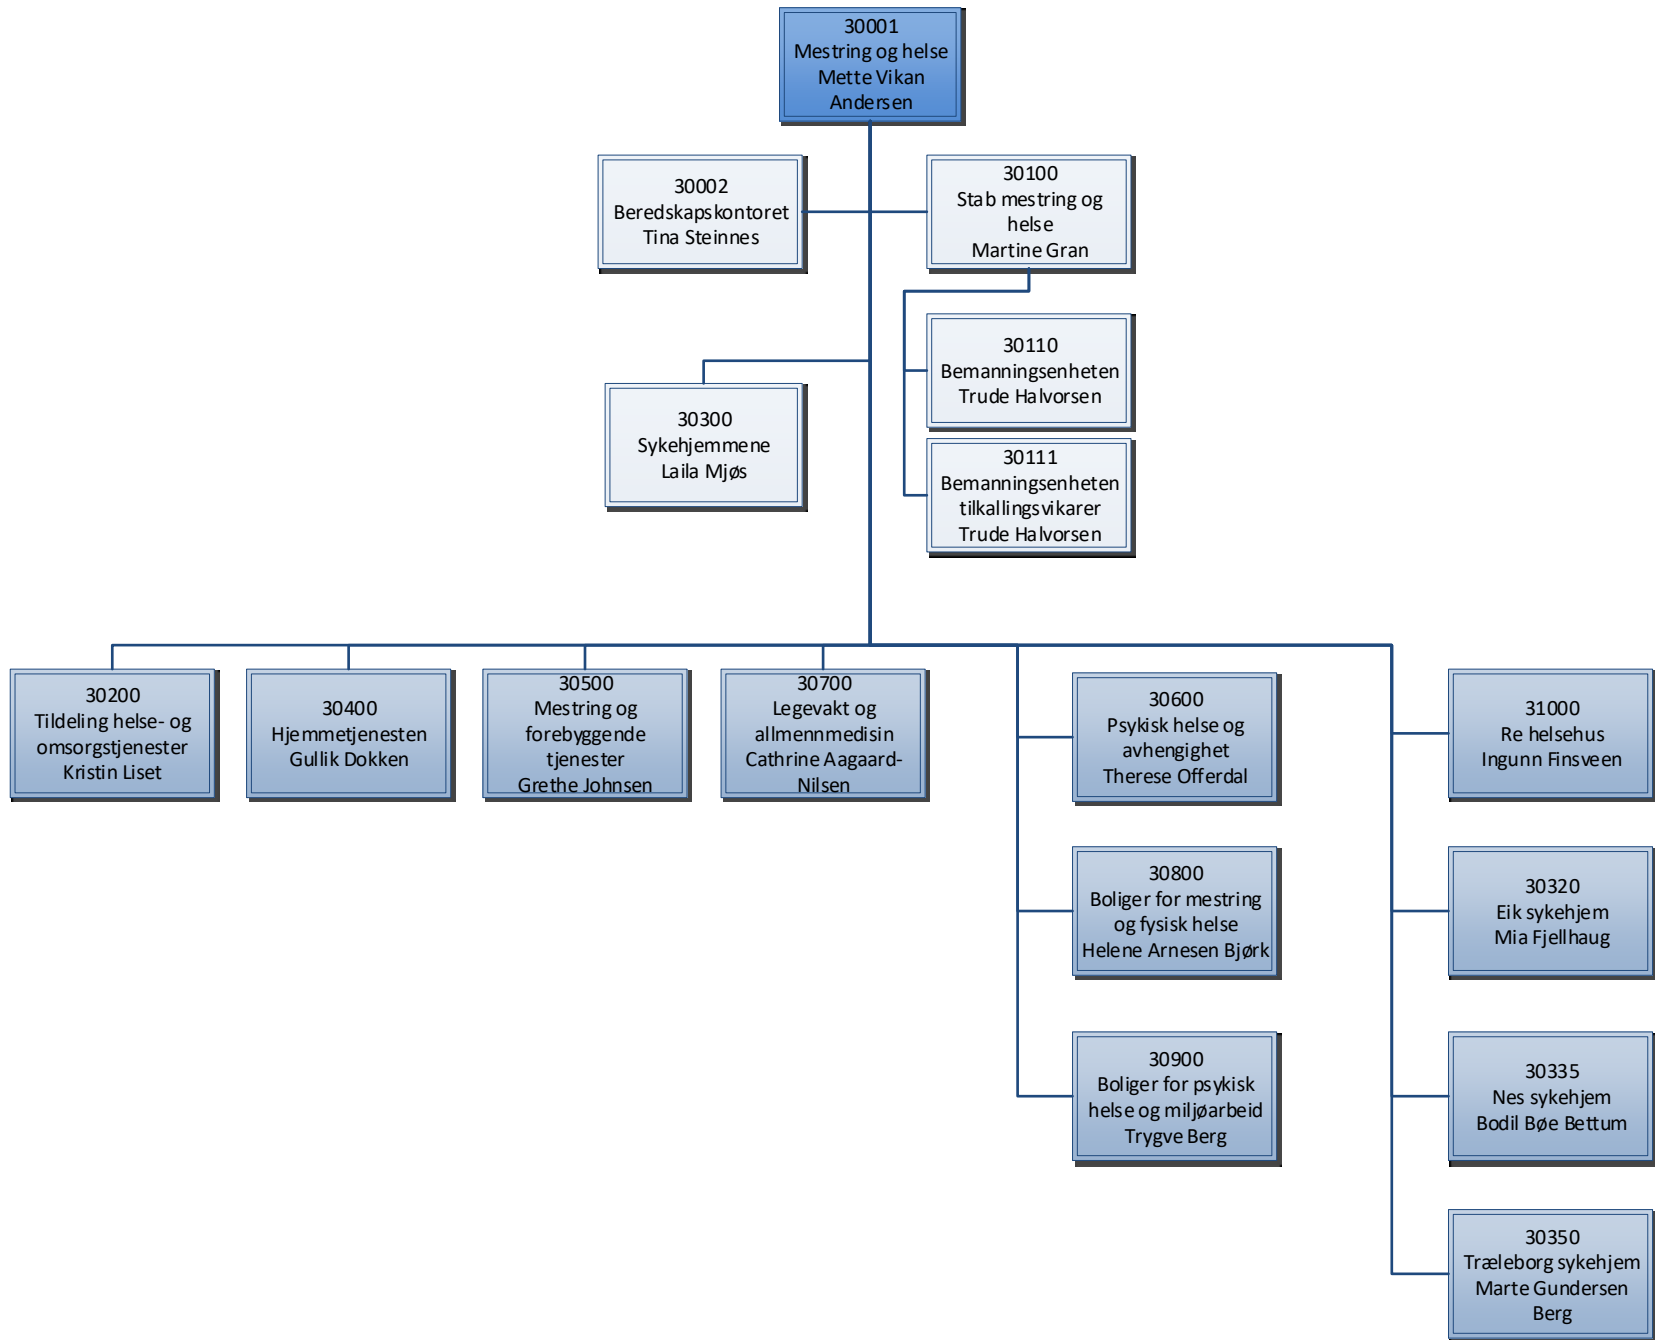 30001
Mestring og helse
Mette Vikan
Andersen
30002
Beredskapskontoret
Tina Steinnes
30100
Stab mestring og
helse
Martine Gran
30110
Bemanningsenheten
Trude Halvorsen
30300
Sykehjemmene
Laila Mjøs
30111
Bemanningsenheten
tilkallingsvikarer
Trude Halvorsen
30200
Tildeling helse- og
omsorgstjenester
Kristin Liset
30400
Hjemmetjenesten
Gullik Dokken
30500
Mestring og
forebyggende
tjenester
Grethe Johnsen
30700
Legevakt og
allmennmedisin
Cathrine Aagaard-
Nilsen
30600
Psykisk helse og
avhengighet
Therese Offerdal
31000
Re helsehus
Ingunn Finsveen
30800
Boliger for mestring
og fysisk helse
Helene Arnesen Bjørk
30320
Eik sykehjem
Mia Fjellhaug
30900
Boliger for psykisk
helse og miljøarbeid
Trygve Berg
30335
Nes sykehjem
Bodil Bøe Bettum
30350
Træleborg sykehjem
Marte Gundersen
Berg